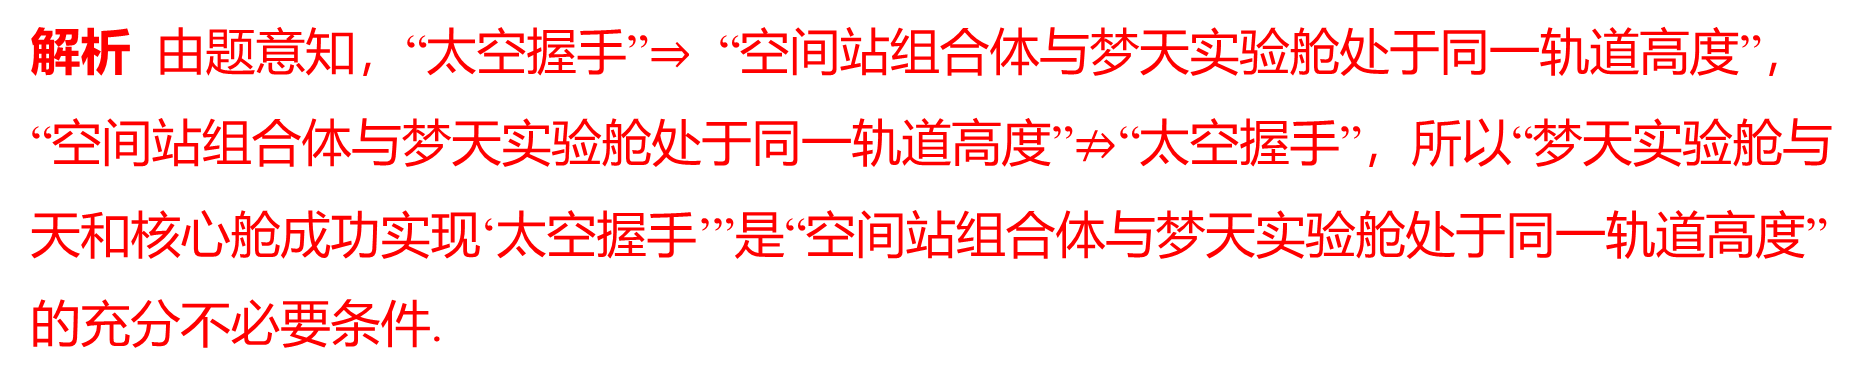 解析  由题意知，“太空握手”⇒ “空间站组合体与梦天实验舱处于同一轨道高度”，
“空间站组合体与梦天实验舱处于同一轨道高度”⇏“太空握手”，所以“梦天实验舱与
天和核心舱成功实现‘太空握手’”是“空间站组合体与梦天实验舱处于同一轨道高度”
的充分不必要条件.